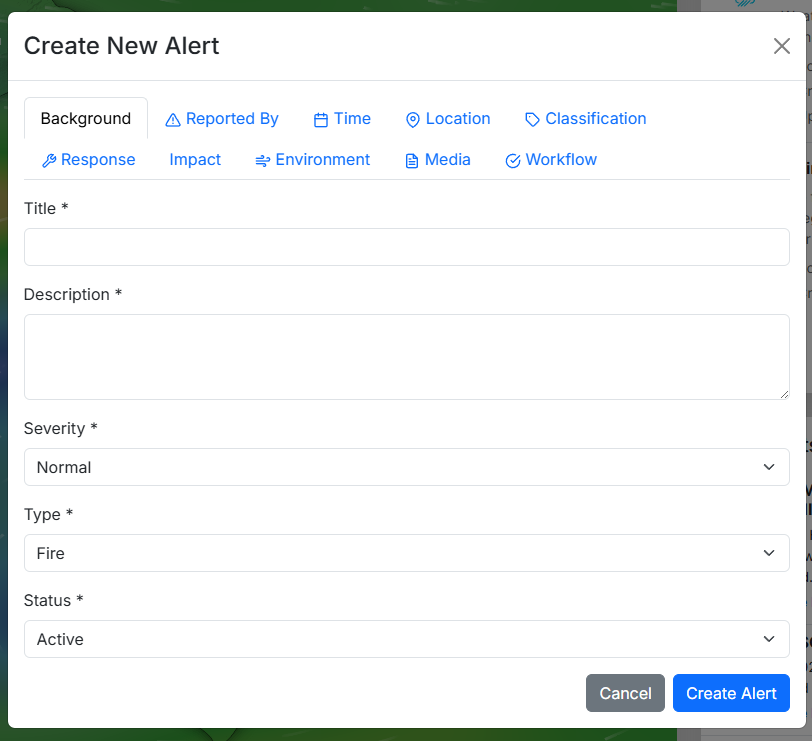 Create New Alert
Background Reported By Time Location Classification
Response Impact Environment Media Workflow
Title *
Description *
Severity *
Normal
Type *
Fire
Status *
Active
Cancel Create Alert